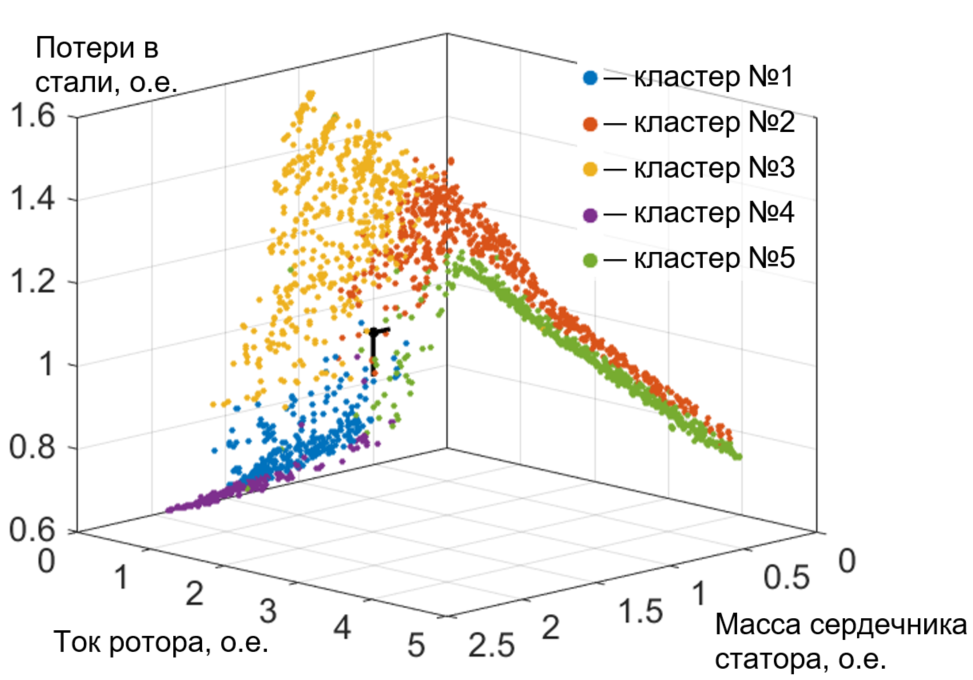 Потери в
стали, о.е.
— кластер №1
— кластер №2
— кластер №3
— кластер №4
— кластер №5
1.6
1.4
1.2
1
0.8
0.6
0
1
2
3
4
5
2.5
2
1.5
1
0.5
0
Ток ротора, о.е.
Масса сердечника
статора, о.е.